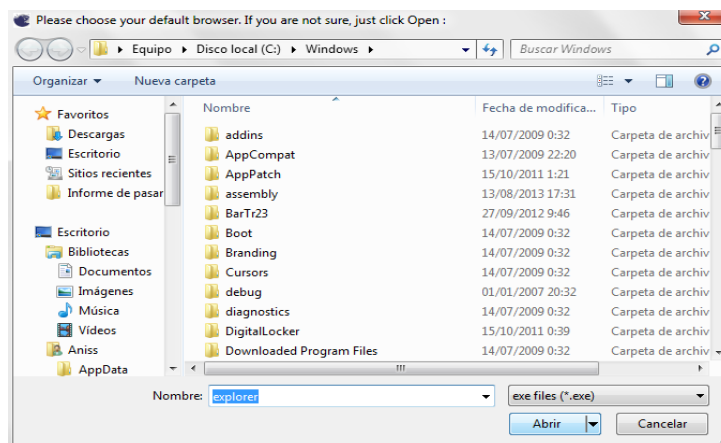 Please choose your default browser. If you are not sure, just click Open :
Equipo Disco local (C:) Windows
Buscar Windows
Organizar Nueva carpeta
Favoritos
Descargas
Escritorio
Sitios recientes
Informe de pasar
Escritorio
Bibliotecas
Documentos
Imágenes
Música
Vídeos
Aniss
AppData
Nombre Fecha de modifica... Tipo
addins 14/07/2009 0:32 Carpeta de archiv
AppCompat 13/07/2009 22:20 Carpeta de archiv
AppPatch 15/10/2011 1:21 Carpeta de archiv
assembly 13/08/2013 17:31 Carpeta de archiv
BarTr23 27/09/2012 9:46 Carpeta de archiv
Boot 14/07/2009 0:32 Carpeta de archiv
Branding 14/07/2009 0:32 Carpeta de archiv
Cursors 14/07/2009 0:32 Carpeta de archiv
debug 01/01/2007 20:32 Carpeta de archiv
diagnostics 14/07/2009 0:32 Carpeta de archiv
DigitalLocker 15/10/2011 0:39 Carpeta de archiv
Downloaded Program Files 14/07/2009 0:32 Carpeta de archiv
Nombre: explorer exe files (*.exe)
Abrir Cancelar